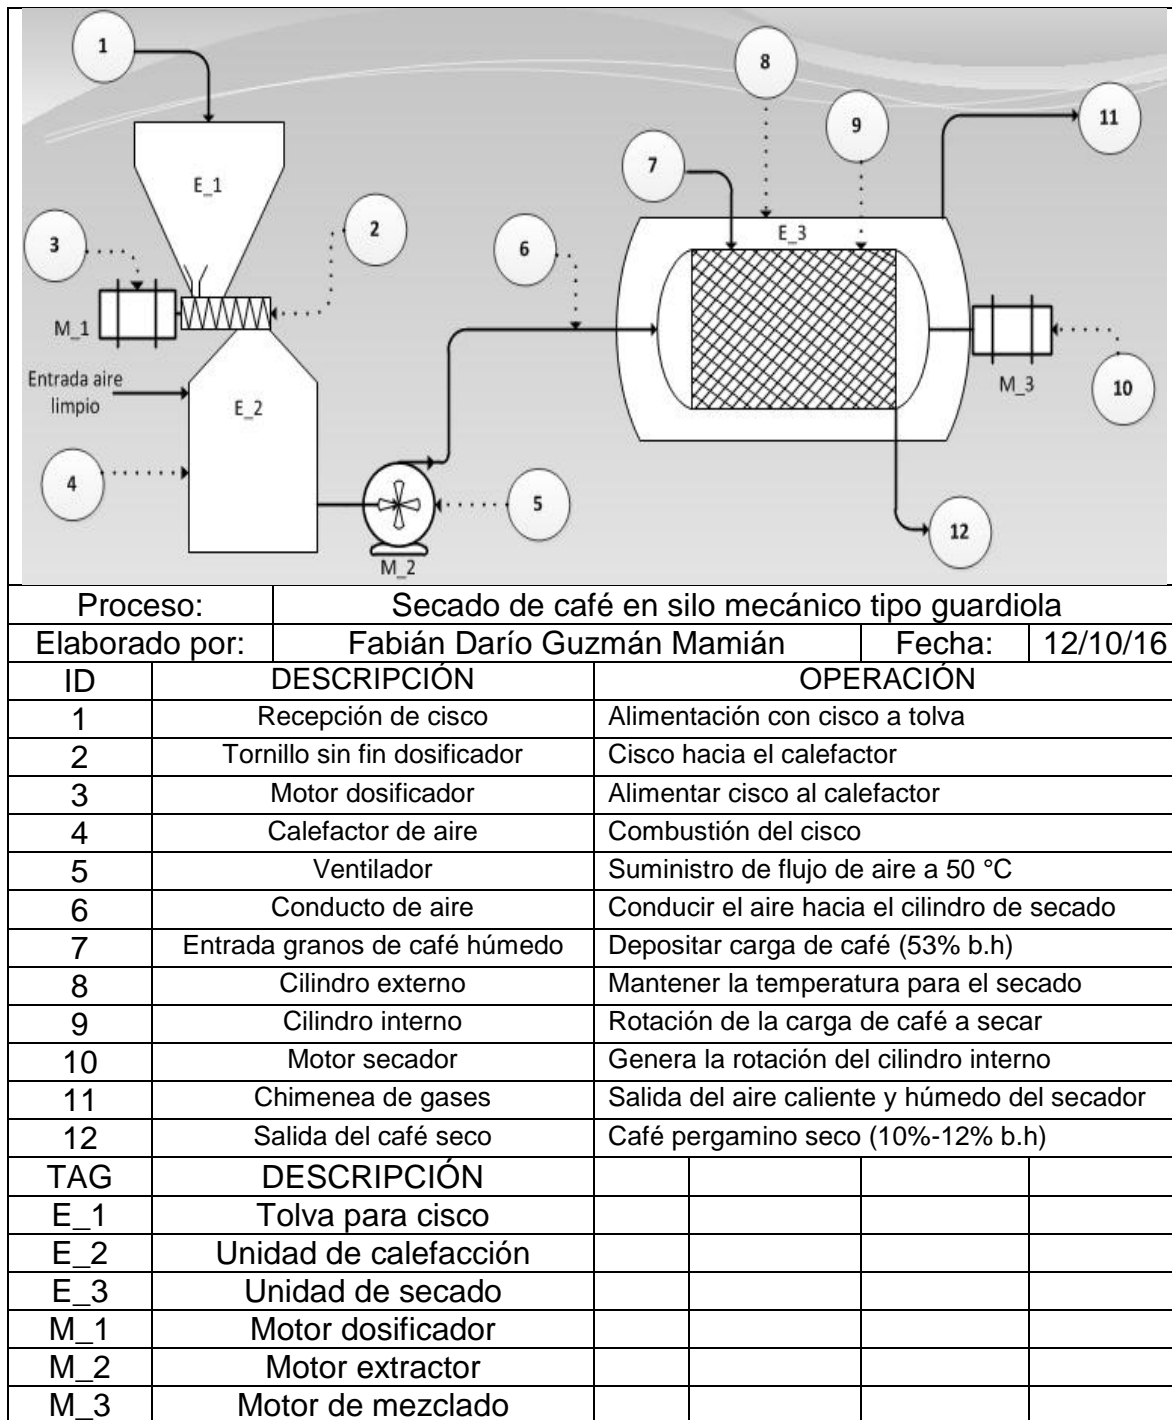 1
8
11
9
7
E_1
2
E_3
3
6
M_1
Entrada aire
limpio
M_3
10
E_2
4
5
12
M_2
Proceso: Secado de café en silo mecánico tipo guardiola
Elaborado por: Fabián Darío Guzmán Mamián Fecha: 12/10/16
ID DESCRIPCIÓN OPERACIÓN
1 Recepción de cisco Alimentación con cisco a tolva
2 Tornillo sin fin dosificador Cisco hacia el calefactor
3 Motor dosificador Alimentar cisco al calefactor
4 Calefactor de aire Combustión del cisco
5 Ventilador Suministro de flujo de aire a 50 °C
6 Conducto de aire Conducir el aire hacia el cilindro de secado
7 Entrada granos de café húmedo Depositar carga de café (53% b.h)
8 Cilindro externo Mantener la temperatura para el secado
9 Cilindro interno Rotación de la carga de café a secar
10 Motor secador Genera la rotación del cilindro interno
11 Chimenea de gases Salida del aire caliente y húmedo del secador
12 Salida del café seco Café pergamino seco (10%-12% b.h)
TAG DESCRIPCIÓN
E_1 Tolva para cisco
E_2 Unidad de calefacción
E_3 Unidad de secado
M_1 Motor dosificador
M_2 Motor extractor
M_3 Motor de mezclado